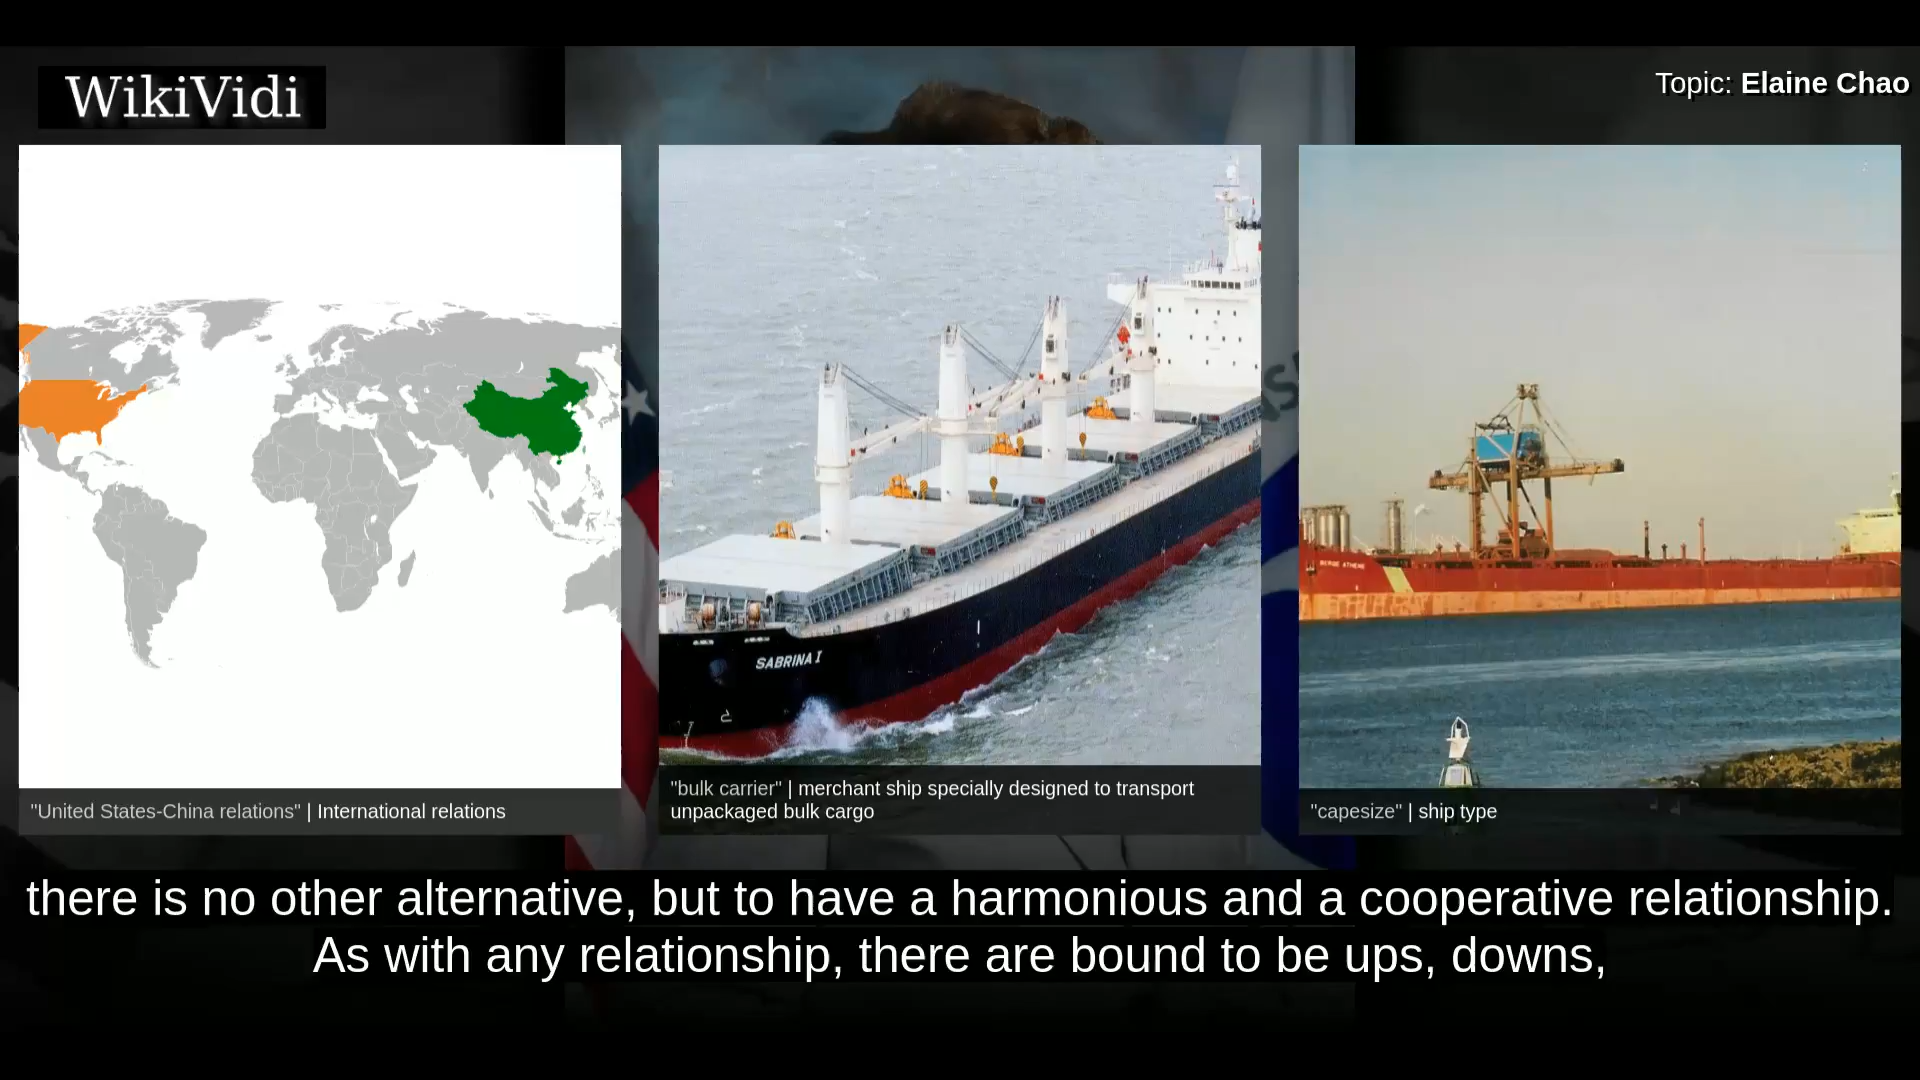 WikiVidi
Topic: Elaine Chao
SABRINA I
BERGE ATHENE
"United States-China relations" | International relations
"bulk carrier" | merchant ship specially designed to transport
unpackaged bulk cargo
"capesize" | ship type
there is no other alternative, but to have a harmonious and a cooperative relationship.
As with any relationship, there are bound to be ups, downs,